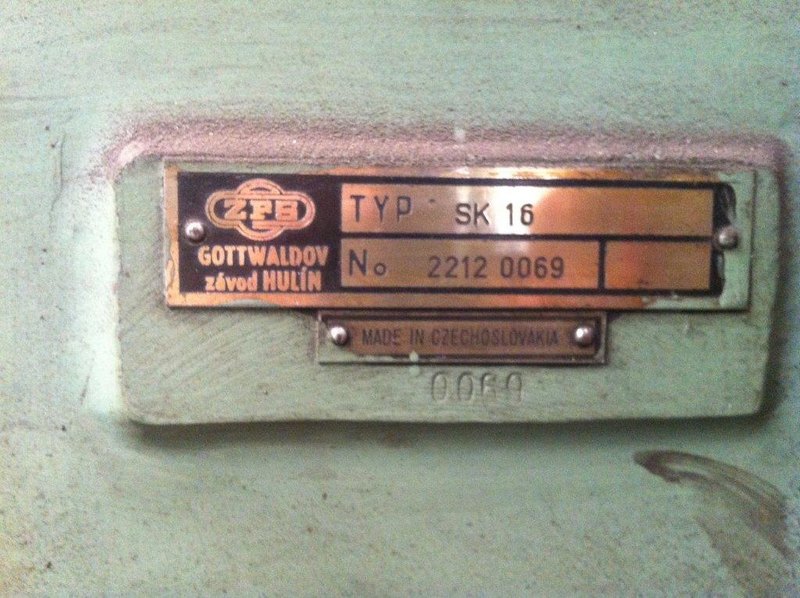 ZPS
GOTTWALDOV
závod HULÍN
TYP SK 16
No 2212 0069
MADE IN CZECHOSLOVAKIA
0069